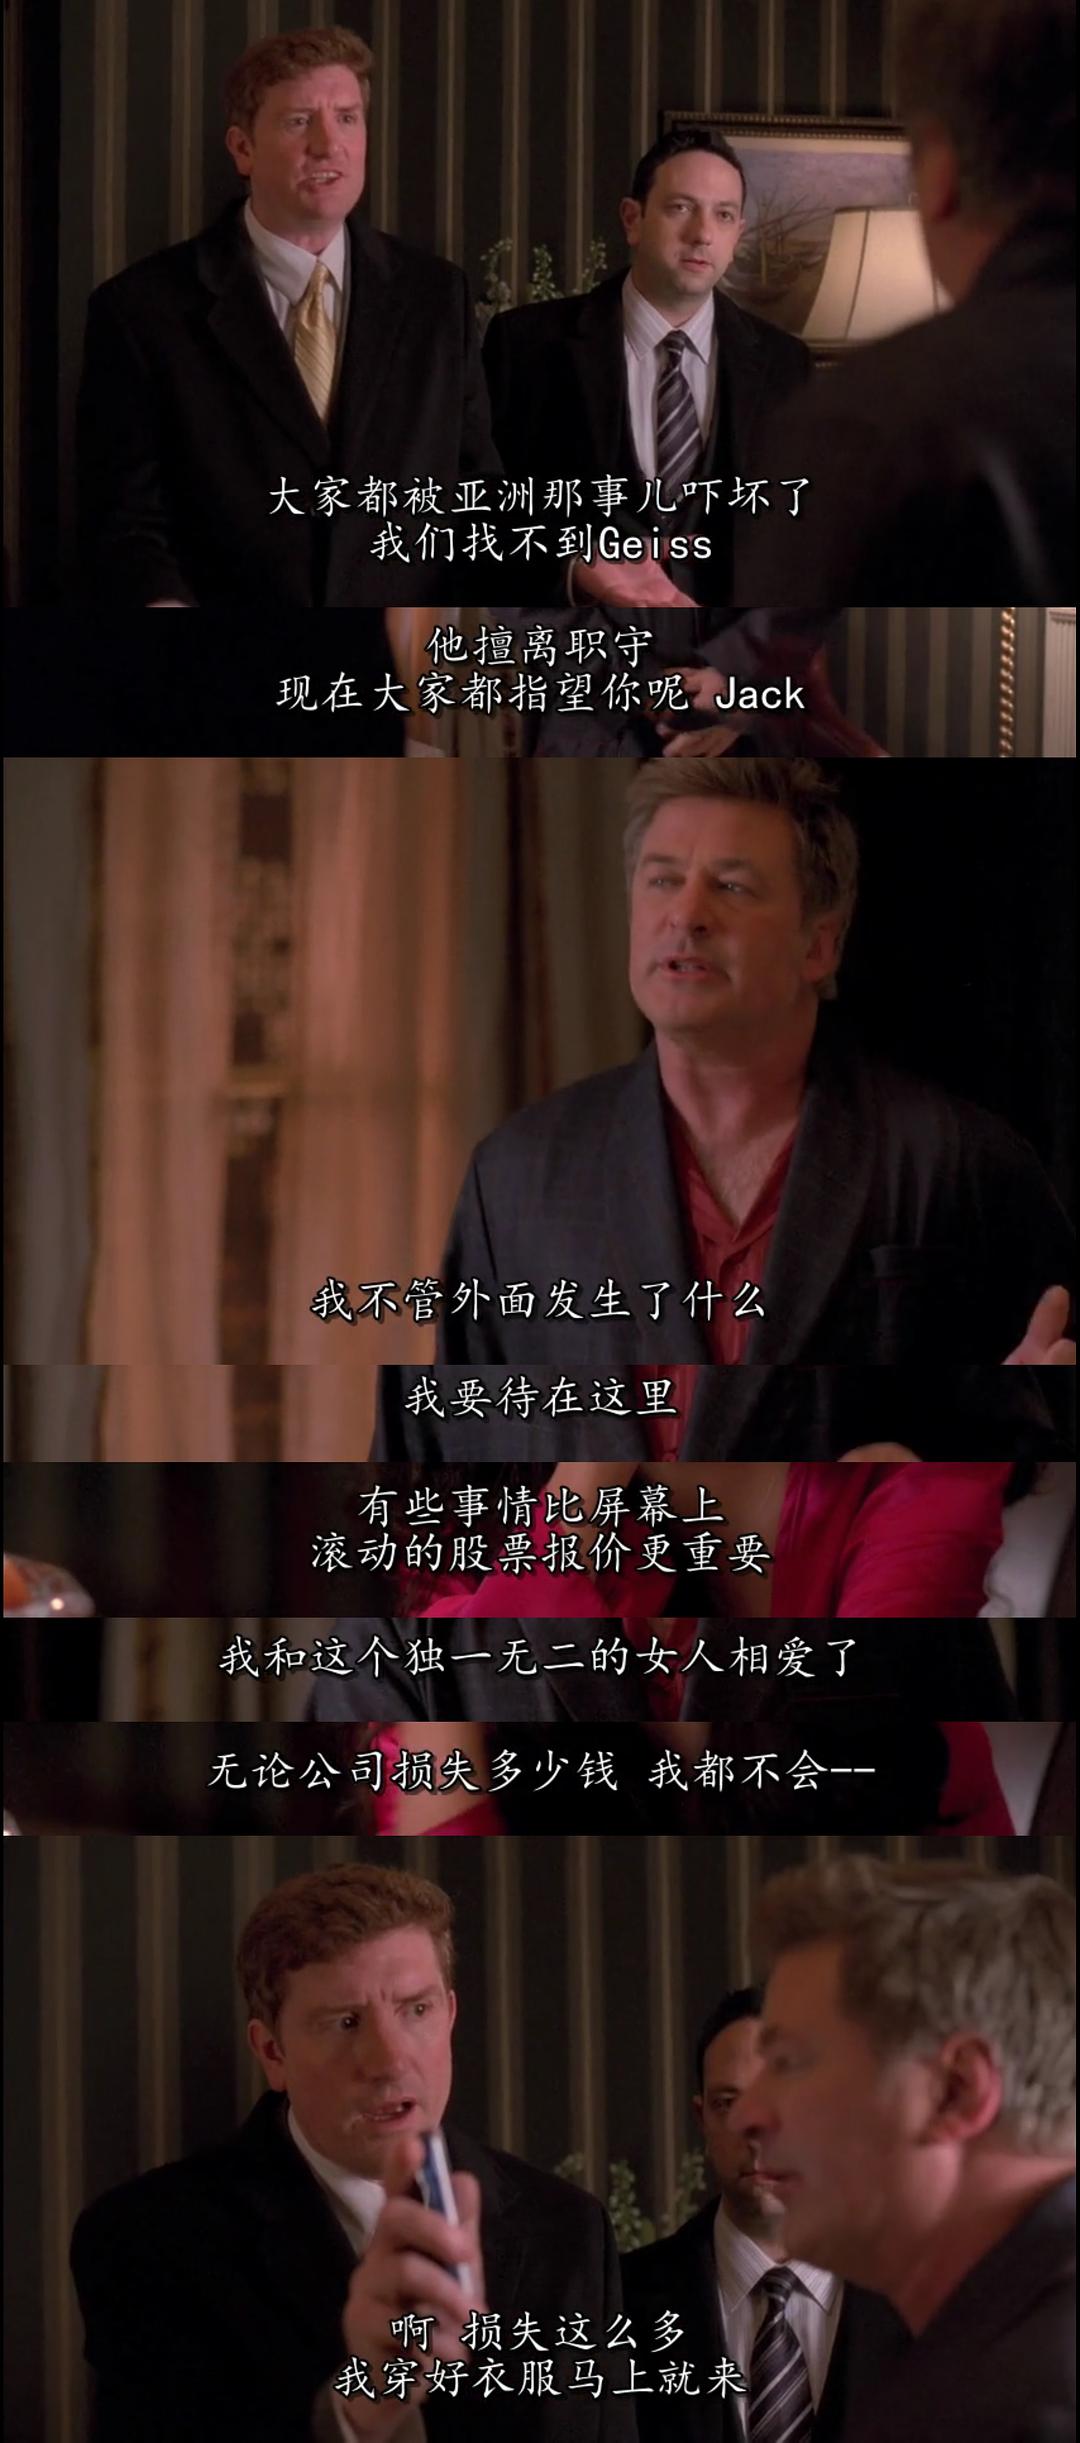 大家都被亚洲那事儿吓坏了
我们找不到Geiss
他擅离职守
现在大家都指望你呢 Jack
我不管外面发生了什么
我要待在这里
有些事情比屏幕上
滚动的股票报价更重要
我和这个独一无二的女人相爱了
无论公司损失多少钱 我都不会--
啊 损失这么多
我穿好衣服马上就来